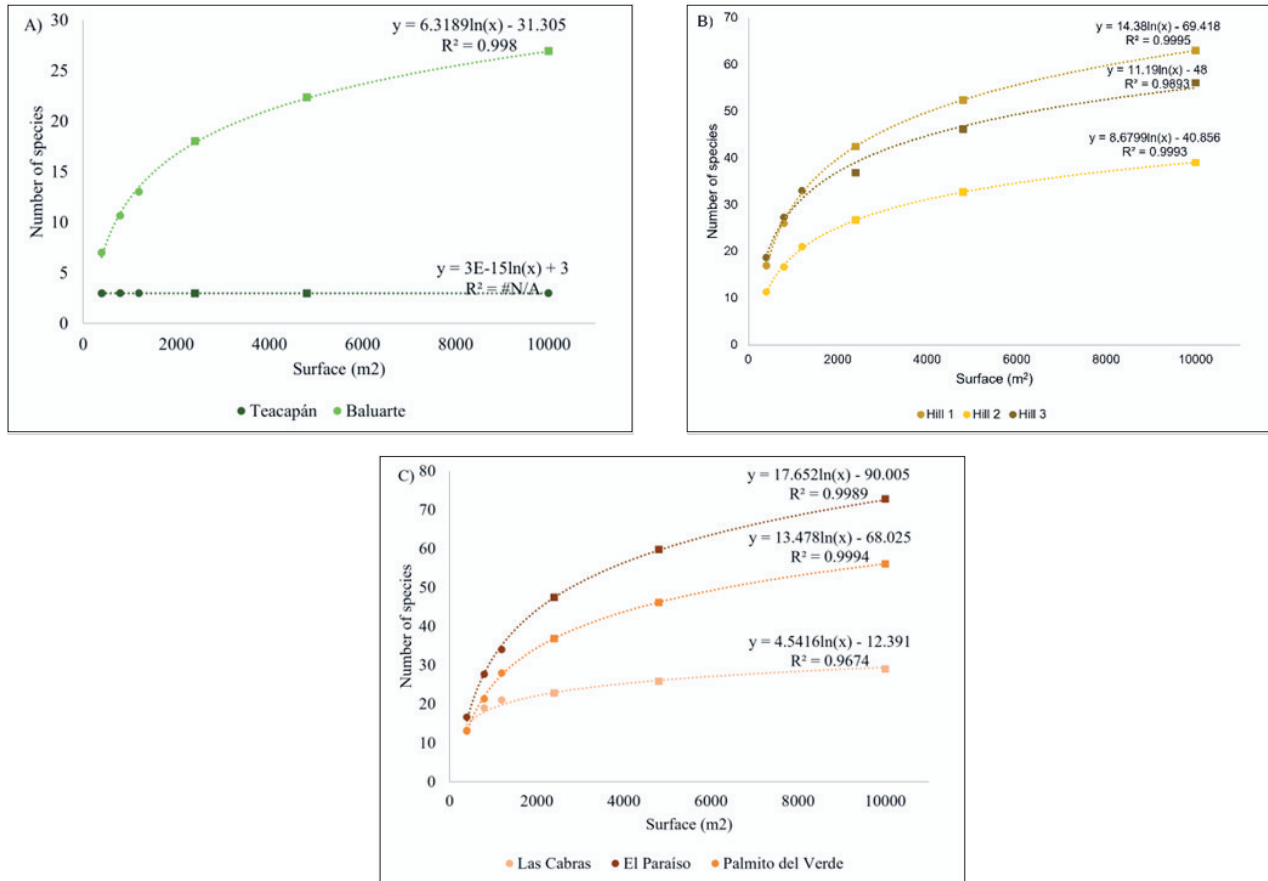 A)
y = 6.3189ln(x) - 31.305
R² = 0.998
30
25
20
15
10
5
0
Number of species
y = 3E-15ln(x) + 3
R² = #N/A
0 2000 4000 6000 8000 10000
Surface (m2)
Teacapán Baluarte
B)
y = 14.38ln(x) - 69.418
R² = 0.9995
y = 11.19ln(x) - 48
R² = 0.9893
y = 8.6799ln(x) - 40.856
R² = 0.9993
70
60
50
40
30
20
10
0
Number of species
0 2000 4000 6000 8000 10000
Surface (m²)
Hill 1 Hill 2 Hill 3
C)
y = 17.652ln(x) - 90.005
R² = 0.9989
y = 13.478ln(x) - 68.025
R² = 0.9994
y = 4.5416ln(x) - 12.391
R² = 0.9674
80
70
60
50
40
30
20
10
0
Number of species
0 2000 4000 6000 8000 10000
Surface (m2)
Las Cabras El Paraíso Palmito del Verde